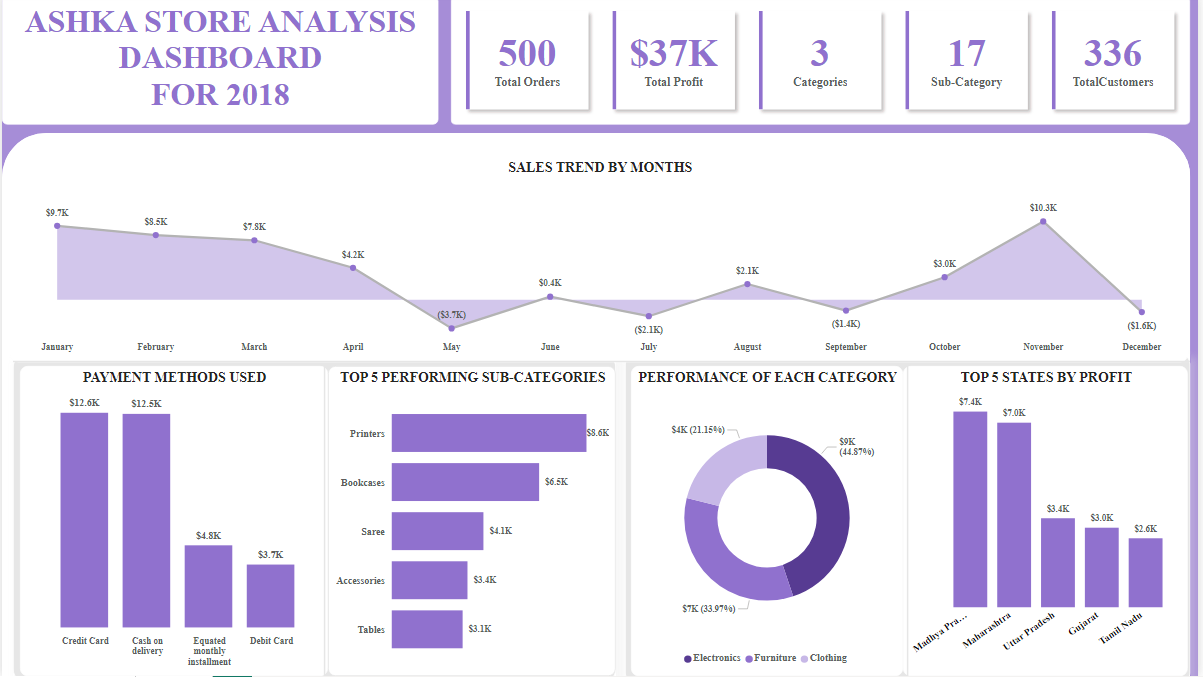 ASHKA STORE ANALYSIS
DASHBOARD
FOR 2018
500
Total Orders
$37K
Total Profit
3
Categories
17
Sub-Category
336
TotalCustomers
SALES TREND BY MONTHS
$9.7K
$8.5K
$7.8K
$4.2K
($3.7K)
$0.4K
($2.1K)
$2.1K
($1.4K)
$3.0K
$10.3K
($1.6K)
January
February
March
April
May
June
July
August
September
October
November
December
PAYMENT METHODS USED
$12.6K
$12.5K
$4.8K
$3.7K
Credit Card
Cash on
delivery
Equated
monthly
installment
Debit Card
TOP 5 PERFORMING SUB-CATEGORIES
Printers
$8.6K
Bookcases
$6.5K
Saree
$4.1K
Accessories
$3.4K
Tables
$3.1K
PERFORMANCE OF EACH CATEGORY
$4K (21.15%)
$9K
(44.87%)
$7K (33.97%)
Electronics
Furniture
Clothing
TOP 5 STATES BY PROFIT
$7.4K
$7.0K
$3.4K
$3.0K
$2.6K
Madhya Pra...
Maharashtra
Uttar Pradesh
Gujarat
Tamil Nadu